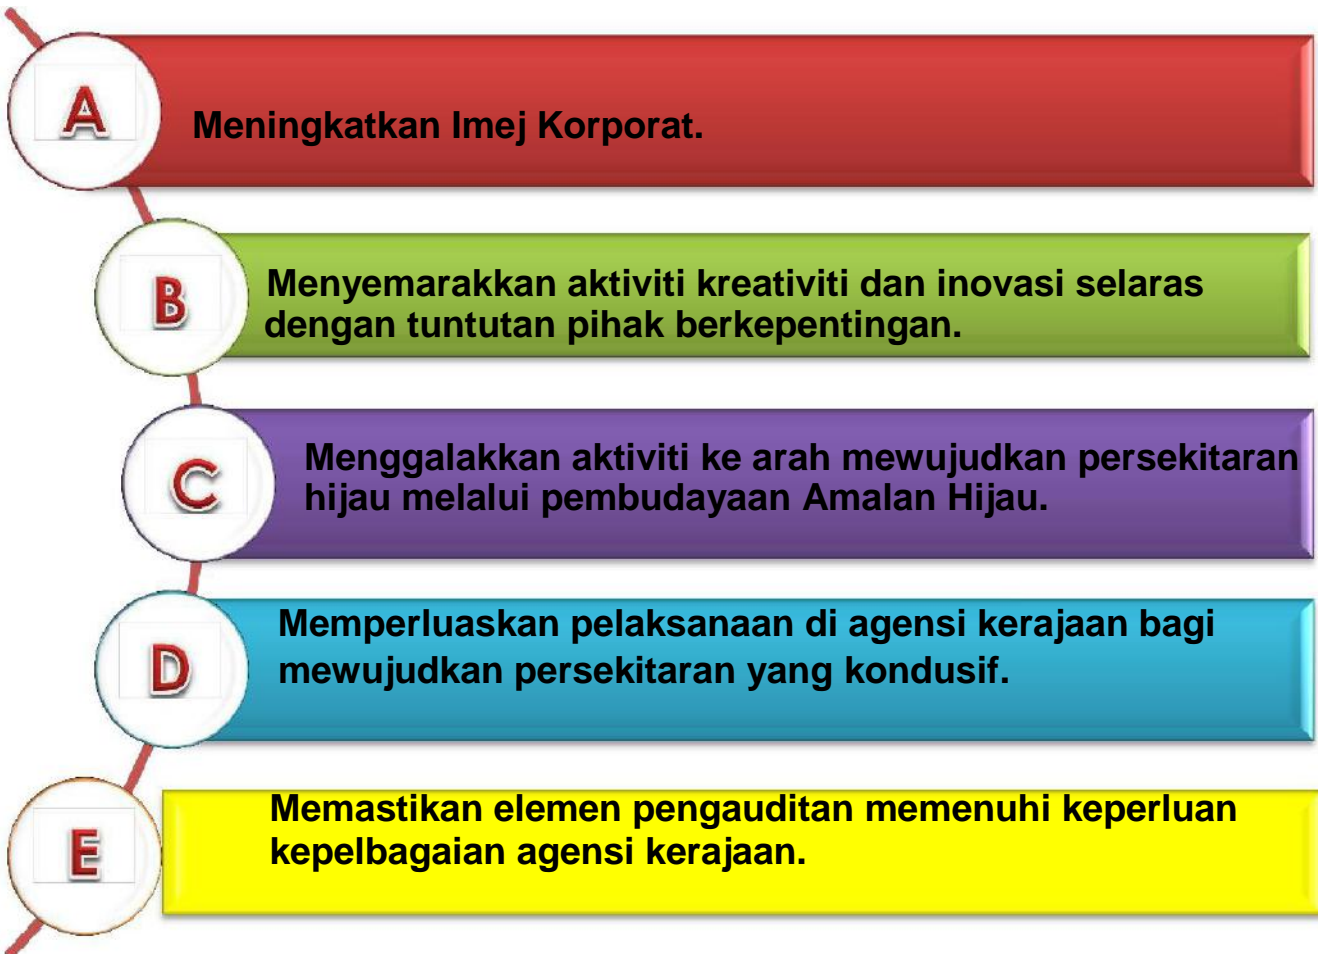 A
Meningkatkan Imej Korporat.
B
Menyemarakkan aktiviti kreativiti dan inovasi selaras
dengan tuntutan pihak berkepentingan.
C
Menggalakkan aktiviti ke arah mewujudkan persekitaran
hijau melalui pembudayaan Amalan Hijau.
D
Memperluaskan pelaksanaan di agensi kerajaan bagi
mewujudkan persekitaran yang kondusif.
E
Memastikan elemen pengauditan memenuhi keperluan
kepelbagaian agensi kerajaan.